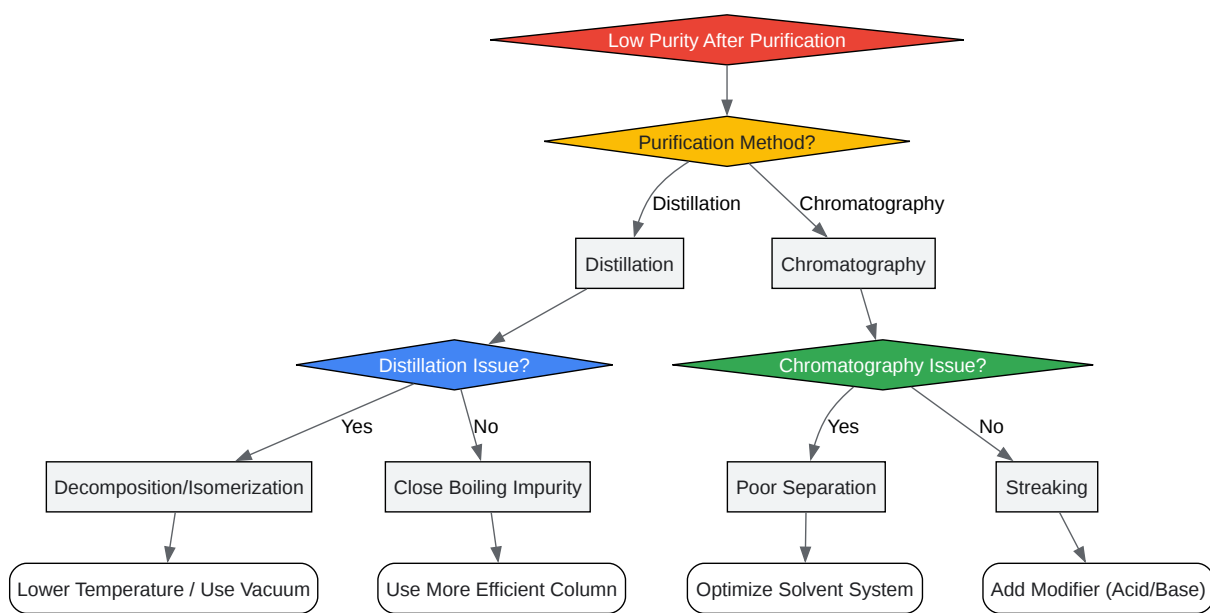 Low Purity After Purification
Purification Method?
Distillation
Chromatography
Distillation
Chromatography
Distillation Issue?
Chromatography Issue?
Yes
No
Yes
No
Decomposition/Isomerization
Close Boiling Impurity
Poor Separation
Streaking
Lower Temperature / Use Vacuum
Use More Efficient Column
Optimize Solvent System
Add Modifier (Acid/Base)